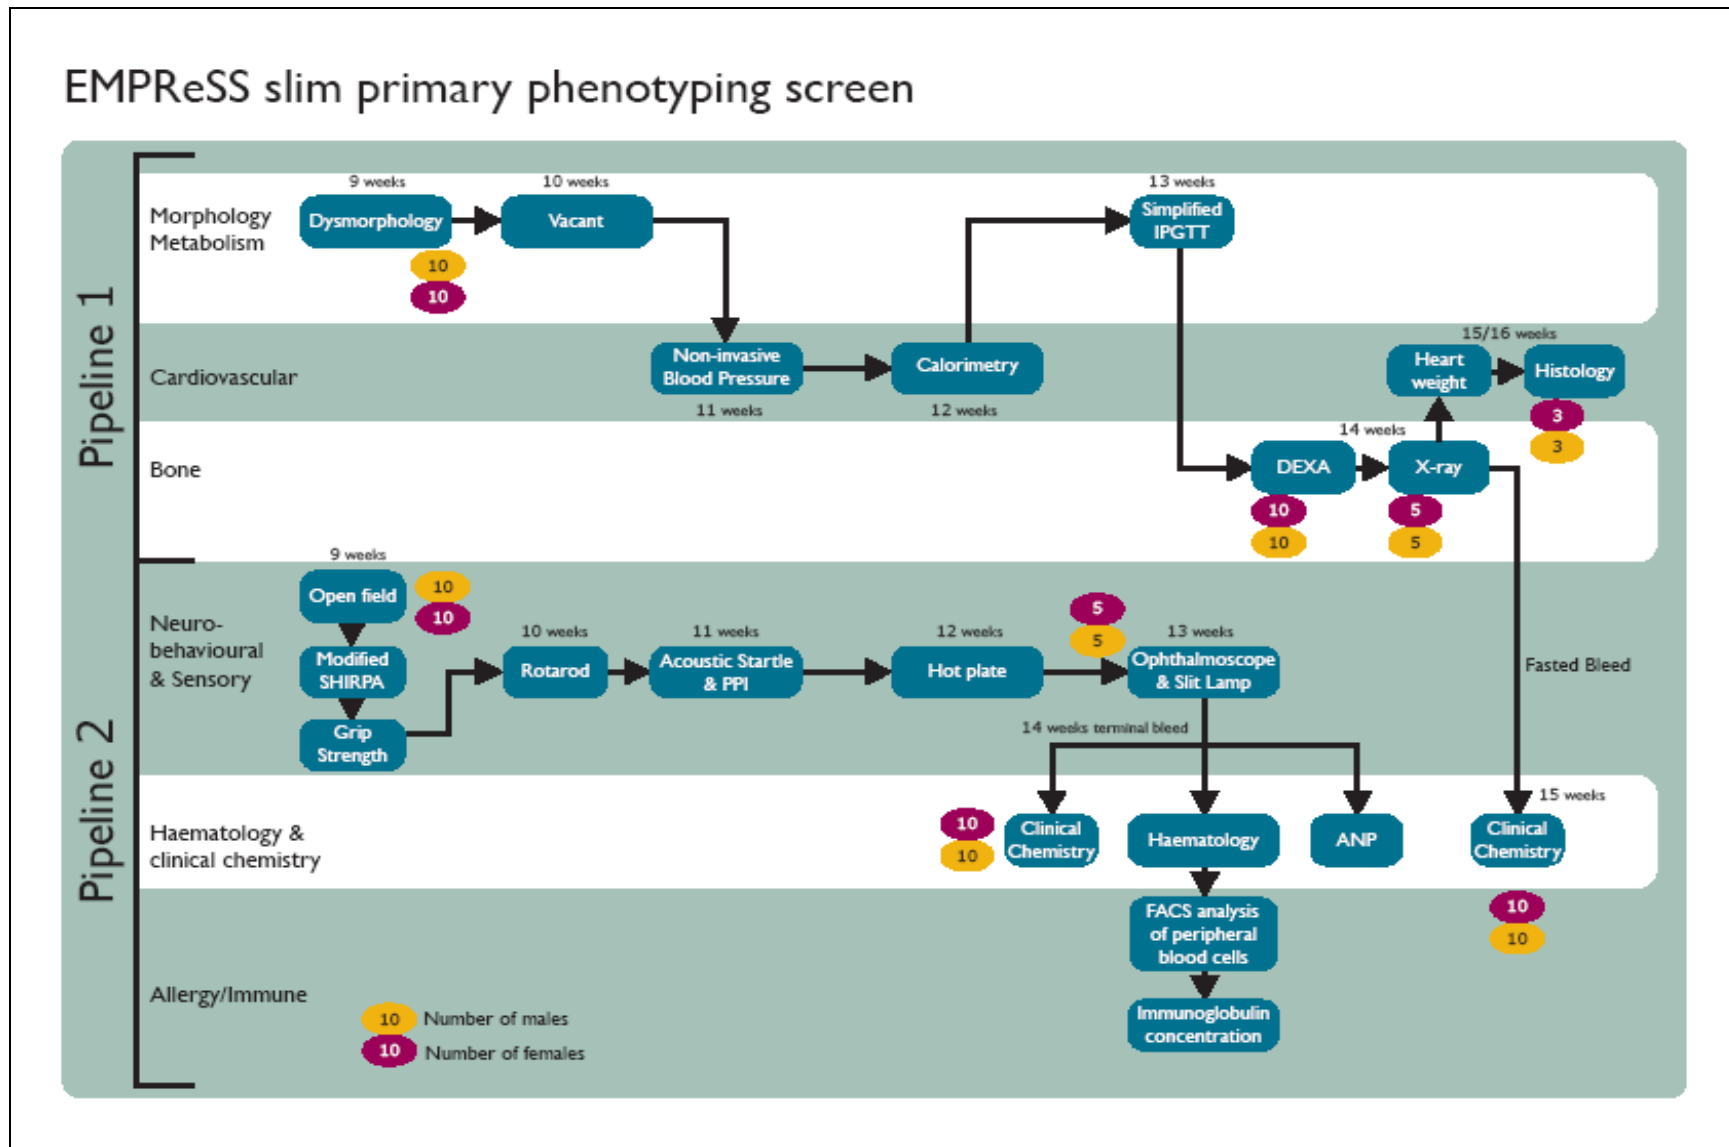 EMPReSS slim primary phenotyping screen
Pipeline 1
Morphology
Metabolism
9 weeks
Dysmorphology
10
10
10 weeks
Vacant
13 weeks
Simplified
IPGTT
Cardiovascular
Non-invasive
Blood Pressure
11 weeks
Calorimetry
12 weeks
15/16 weeks
Heart
weight
Histology
3
3
Bone
14 weeks
DEXA
10
10
X-ray
5
5
Pipeline 2
Neuro-
behavioural
& Sensory
9 weeks
Open field
10
10
Modified
SHIRPA
Grip
Strength
10 weeks
Rotarod
11 weeks
Acoustic Startle
& PPI
12 weeks
Hot plate
5
5
13 weeks
Ophthalmoscope
& Slit Lamp
Fasted Bleed
14 weeks terminal bleed
Haematology &
clinical chemistry
10
10
Clinical
Chemistry
Haematology
ANP
15 weeks
Clinical
Chemistry
10
10
Allergy/Immune
FACS analysis
of peripheral
blood cells
Immunoglobulin
concentration
10 Number of males
10 Number of females